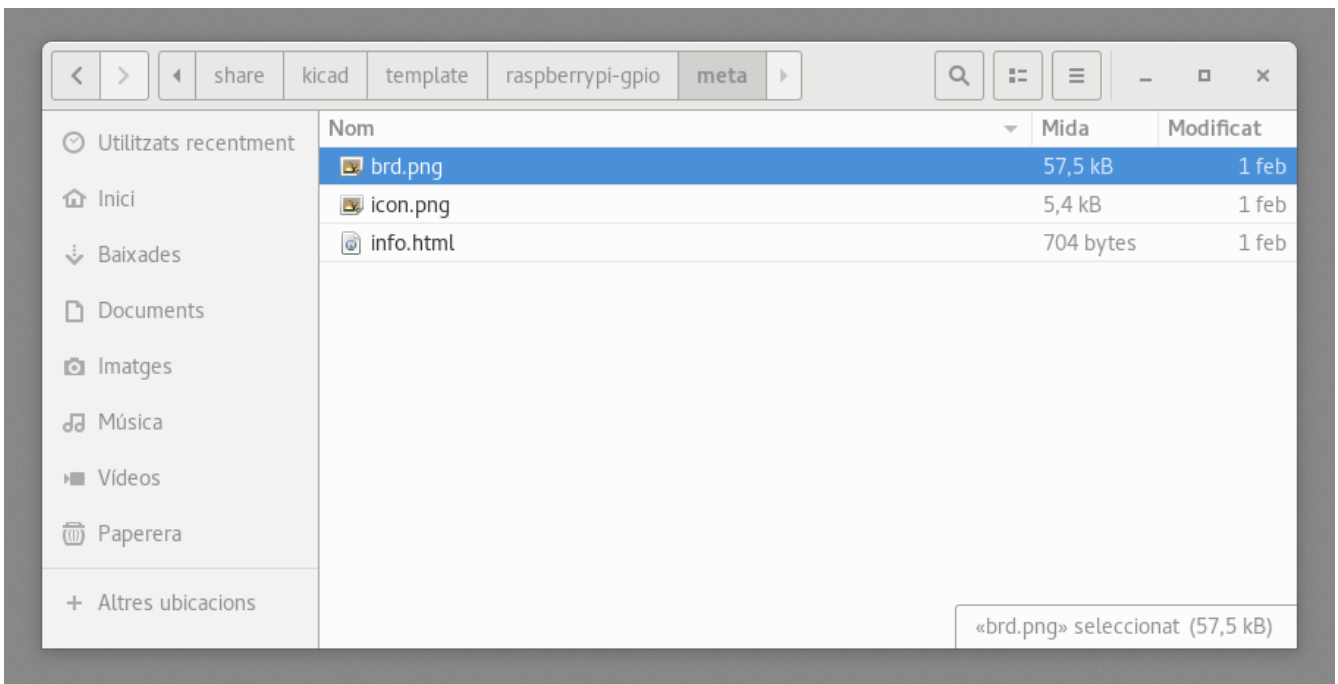 share kicad template raspberrypi-gpio meta
Utilitzats recentment
Inici
Baixades
Documents
Imatges
Música
Vídeos
Paperera
Altres ubicacions
Nom Mida Modificat
brd.png 57,5 kB 1 feb
icon.png 5,4 kB 1 feb
info.html 704 bytes 1 feb
«brd.png» seleccionat (57,5 kB)